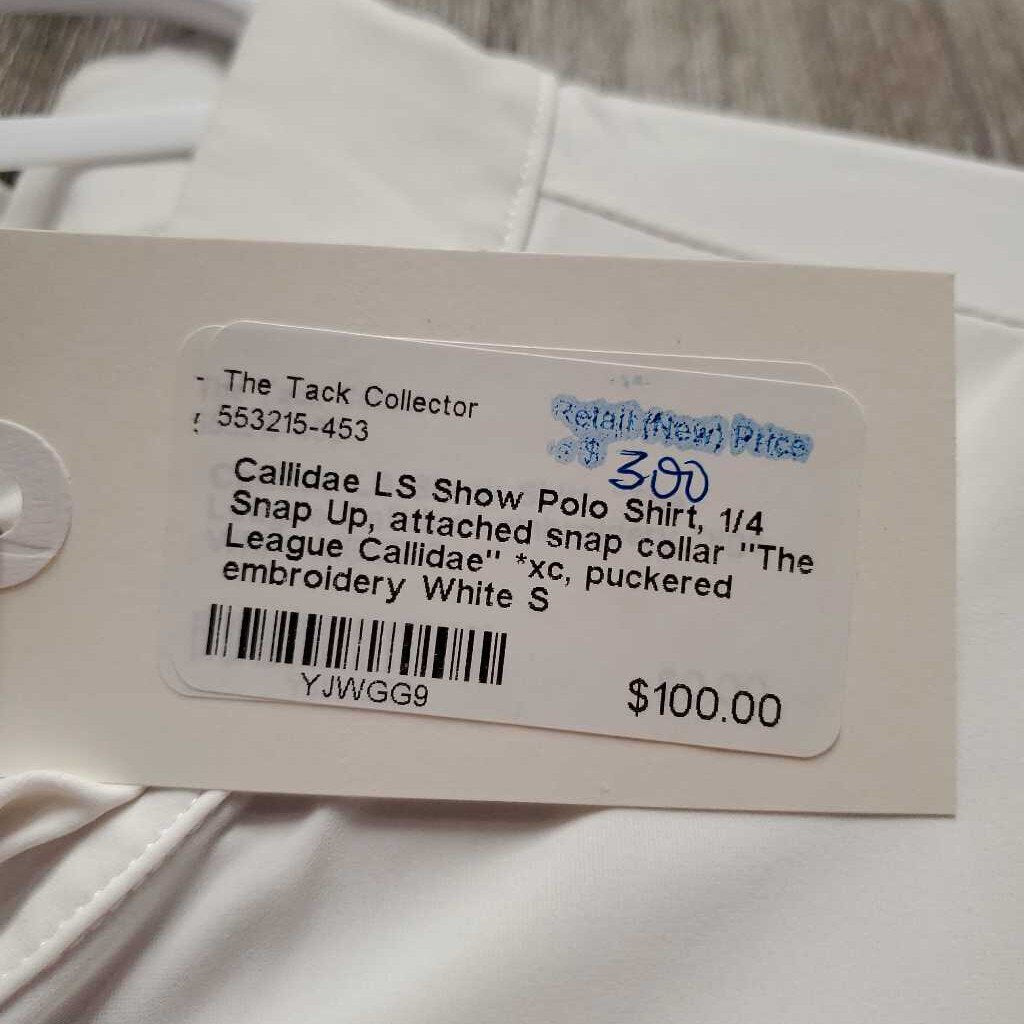 The Tack Collector
553215-453
Retail (New) Price
$ 300
Callidae LS Show Polo Shirt, 1/4
Snap Up, attached snap collar "The
League Callidae" *xc, puckered
embroidery White S
YJWGG9
$100.00